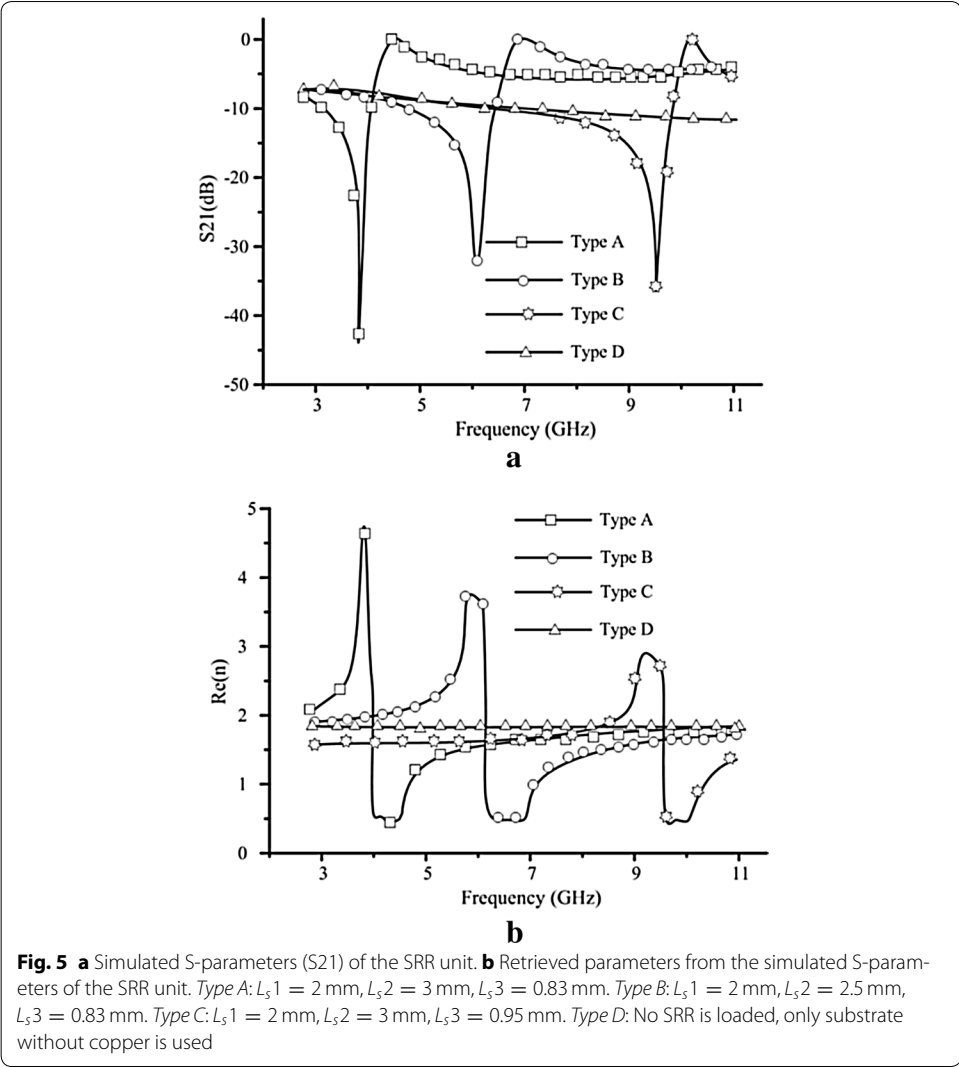 0
-10
-20
-30
-40
-50
S21(dB)
Type A
Type B
Type C
Type D
3
5
7
9
11
Frequency (GHz)
a
5
4
3
2
1
0
Re(n)
Type A
Type B
Type C
Type D
3
5
7
9
11
Frequency (GHz)
b
Fig. 5 a Simulated S-parameters (S21) of the SRR unit. b Retrieved parameters from the simulated S-param-
eters of the SRR unit. Type A: Ls1 = 2 mm, Ls2 = 3 mm, Ls3 = 0.83 mm. Type B: Ls1 = 2 mm, Ls2 = 2.5 mm,
Ls3 = 0.83 mm. Type C: Ls1 = 2 mm, Ls2 = 3 mm, Ls3 = 0.95 mm. Type D: No SRR is loaded, only substrate
without copper is used